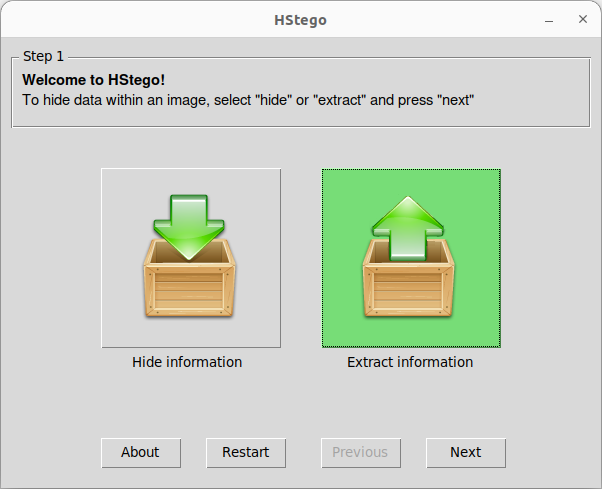 HStego
Step 1
Welcome to HStego!
To hide data within an image, select "hide" or "extract" and press "next"
Hide information
Extract information
About
Restart
Previous
Next